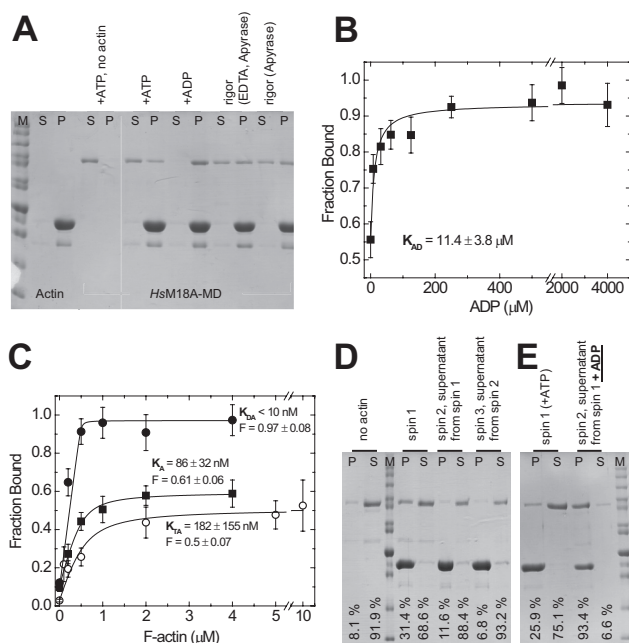 A
+ATP, no actin
+ATP
+ADP
rigor
(EDTA, Apyrase)
rigor (Apyrase)
M S P S P S P S P S P S P
Actin
HsM18A-MD
B
Fraction Bound
1.0
0.9
0.8
0.7
0.6
0.5
K_AD = 11.4 ± 3.8 µM
0 200 400 2000 4000
ADP (µM)
C
Fraction Bound
1.0
0.8
0.6
0.4
0.2
0.0
K_DA < 10 nM
F = 0.97 ± 0.08
K_A = 86 ± 32 nM
F = 0.61 ± 0.06
K_TA = 182 ± 155 nM
F = 0.5 ± 0.07
0 1 2 3 4 5 10
F-actin (µM)
D
no actin
spin 1
spin 2, supernatant
from spin 1
spin 3, supernatant
from spin 2
P S M P S P S P S
8.1 %
91.9 %
31.4 %
68.6 %
11.6 %
88.4 %
6.8 %
93.2 %
E
spin 1 (+ATP)
spin 2, supernatant
from spin 1 + ADP
P S P S M
25.9 %
75.1 %
93.4 %
6.6 %